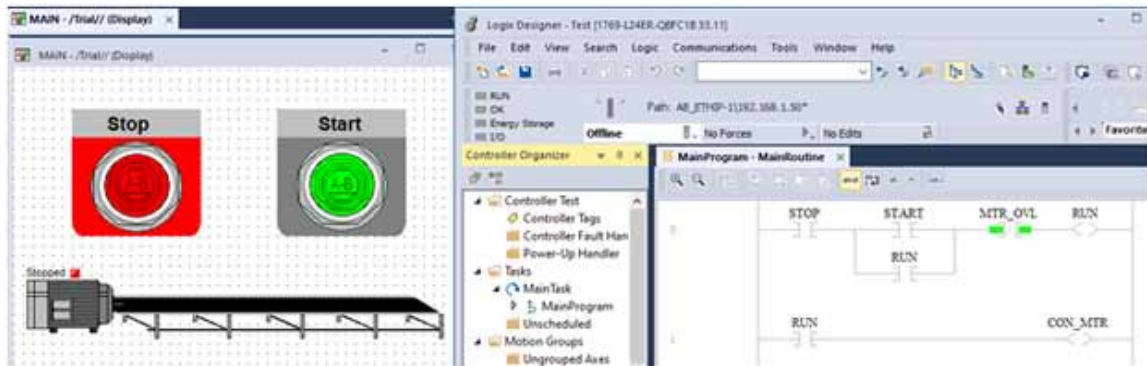 MAIN - /Trial// (Display) ×
MAIN - /Trial// (Display)
Stop
Start
A-B
A-B
Stopped
Logix Designer - Test [1769-L24ER-QBFC1B 33.11]
File Edit View Search Logic Communications Tools Window Help
RUN
OK
Energy Storage
I/O
Path: AB_ETHIP-1\192.168.1.50*
Offline
No Forces
No Edits
Favorite
Controller Organizer
Controller Test
Controller Tags
Controller Fault Han
Power-Up Handler
Tasks
MainTask
MainProgram
Unscheduled
Motion Groups
Ungrouped Axes
MainProgram - MainRoutine ×
STOP START MTR_OVL RUN
0
RUN
RUN CON_MTR
1